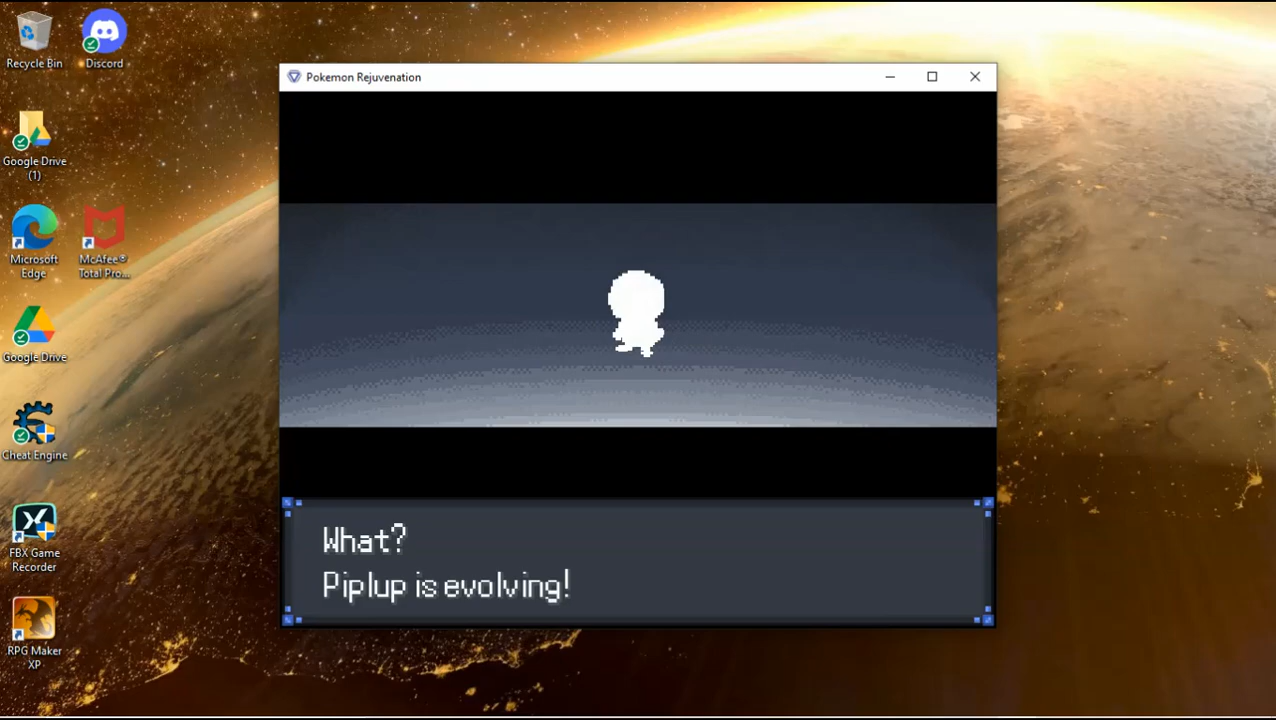 Recycle Bin
Discord
Google Drive
(1)
Microsoft
Edge
McAfee®
Total Pro...
Google Drive
Cheat Engine
FBX Game
Recorder
RPG Maker
XP
Pokemon Rejuvenation
What?
Piplup is evolving!